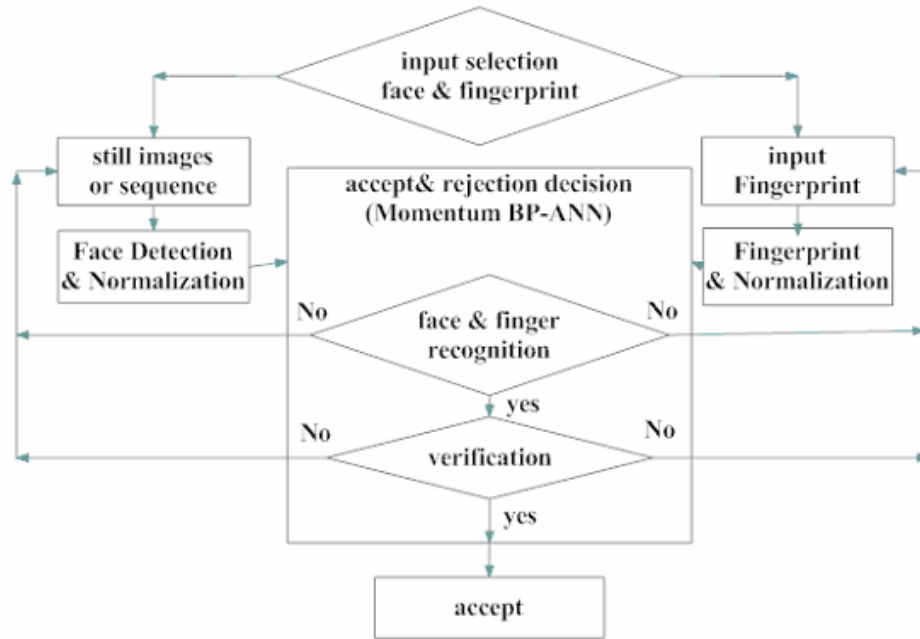 input selection
face & fingerprint
still images
or sequence
input
Fingerprint
accept& rejection decision
(Momentum BP-ANN)
Face Detection
& Normalization
Fingerprint
& Normalization
No
No
face & finger
recognition
yes
No
No
verification
yes
accept